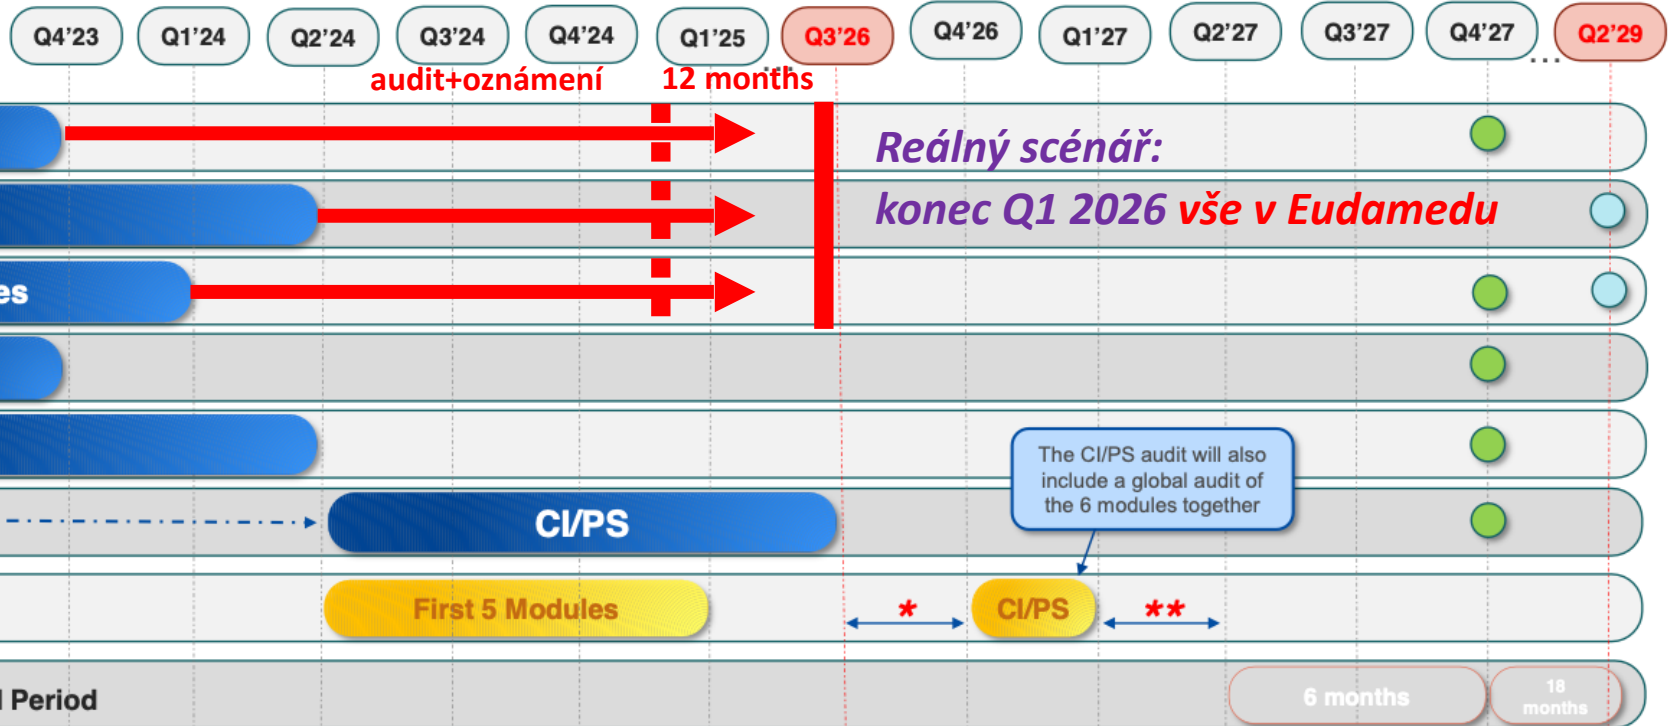 Q4'23 Q1'24 Q2'24 Q3'24 Q4'24 Q1'25 Q3'26 Q4'26 Q1'27 Q2'27 Q3'27 Q4'27 Q2'29
... ...
audit+oznámení 12 months
Reálný scénář:
konec Q1 2026 vše v Eudamedu
es
The CI/PS audit will also
include a global audit of
the 6 modules together
CI/PS
First 5 Modules * CI/PS **
Period 6 months 18
months